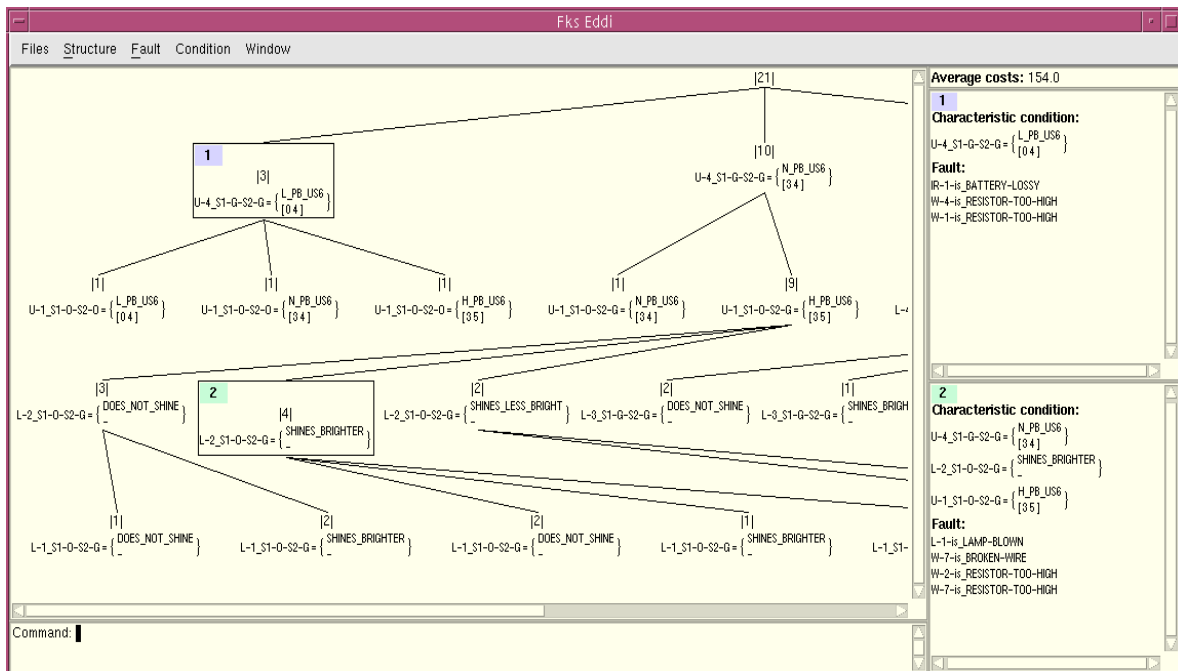 Fks Eddi
Files Structure Fault Condition Window
|21|
1
|3|
U-4_S1-G-S2-G = { L_PB_US6
[0 4] }
|10|
U-4_S1-G-S2-G = { N_PB_US6
[3 4] }
|1| |1| |1| |1| |9|
U-1_S1-O-S2-O = { L_PB_US6
[0 4] }
U-1_S1-O-S2-O = { N_PB_US6
[3 4] }
U-1_S1-O-S2-O = { H_PB_US6
[3 5] }
U-1_S1-O-S2-G = { N_PB_US6
[3 4] }
U-1_S1-O-S2-G = { H_PB_US6
[3 5] }
L-4
|3|
L-2_S1-O-S2-G = { DOES_NOT_SHINE
_ }
2
|4|
L-2_S1-O-S2-G = { SHINES_BRIGHTER
_ }
|2|
L-2_S1-O-S2-G = { SHINES_LESS_BRIGHT
_ }
|2|
L-3_S1-G-S2-G = { DOES_NOT_SHINE
_ }
|1|
L-3_S1-G-S2-G = { SHINES_BRIGH
_
|1|
L-1_S1-O-S2-G = { DOES_NOT_SHINE
_ }
|2|
L-1_S1-O-S2-G = { SHINES_BRIGHTER
_ }
|2|
L-1_S1-O-S2-G = { DOES_NOT_SHINE
_ }
|1|
L-1_S1-O-S2-G = { SHINES_BRIGHTER
_ }
L-1_S1-
Command:
Average costs: 154.0
1
Characteristic condition:
U-4_S1-G-S2-G = { L_PB_US6
[0 4] }
Fault:
IR-1-is_BATTERY-LOSSY
W-4-is_RESISTOR-TOO-HIGH
W-1-is_RESISTOR-TOO-HIGH
2
Characteristic condition:
U-4_S1-G-S2-G = { N_PB_US6
[3 4] }
L-2_S1-O-S2-G = { SHINES_BRIGHTER
_ }
U-1_S1-O-S2-G = { H_PB_US6
[3 5] }
Fault:
L-1-is_LAMP-BLOWN
W-7-is_BROKEN-WIRE
W-2-is_RESISTOR-TOO-HIGH
W-7-is_RESISTOR-TOO-HIGH